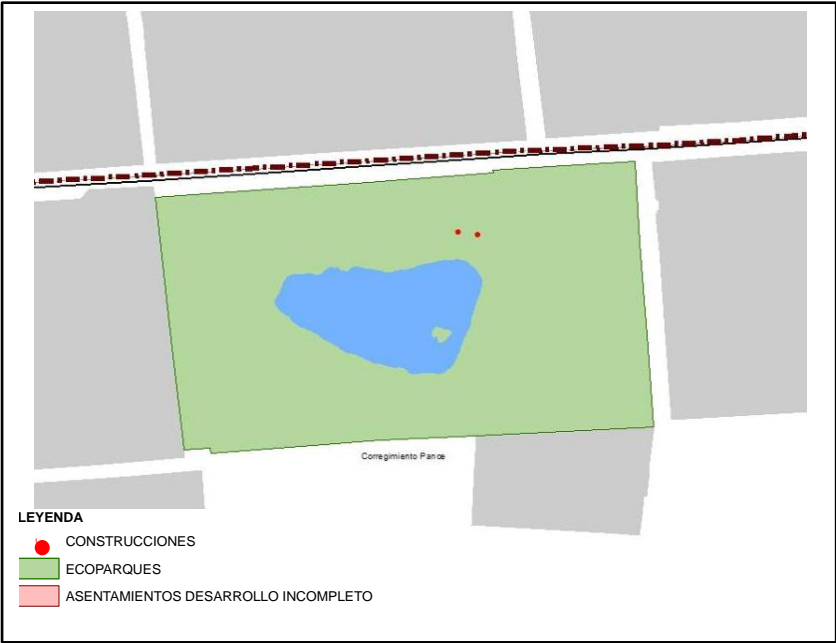 Corregimiento Pance
LEYENDA
CONSTRUCCIONES
ECOPARQUES
ASENTAMIENTOS DESARROLLO INCOMPLETO